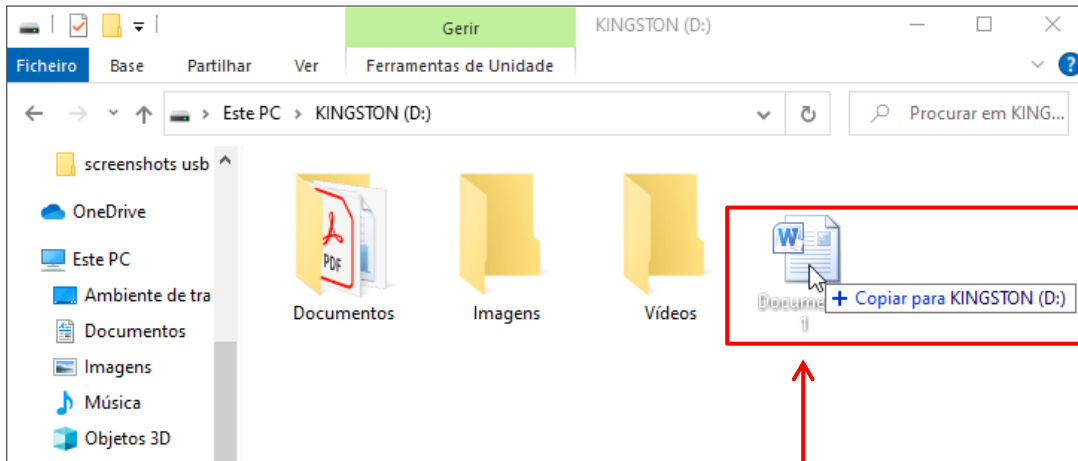 Gerir
KINGSTON (D:)
Ficheiro Base Partilhar Ver Ferramentas de Unidade
?
> Este PC > KINGSTON (D:)
Procurar em KING...
screenshots usb
OneDrive
Este PC
Ambiente de tra
Documentos
Imagens
Música
Objetos 3D
PDF
Documentos
Imagens
Vídeos
W
+ Copiar para KINGSTON (D:)
1